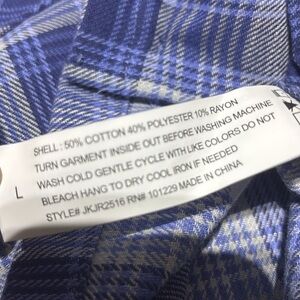 SHELL : 50% COTTON 40% POLYESTER 10% RAYON
TURN GARMENT INSIDE OUT BEFORE WASHING MACHINE
WASH COLD GENTLE CYCLE WITH LIKE COLORS DO NOT
BLEACH HANG TO DRY COOL IRON IF NEEDED
STYLE# JKJR2516 RN# 101229 MADE IN CHINA
L